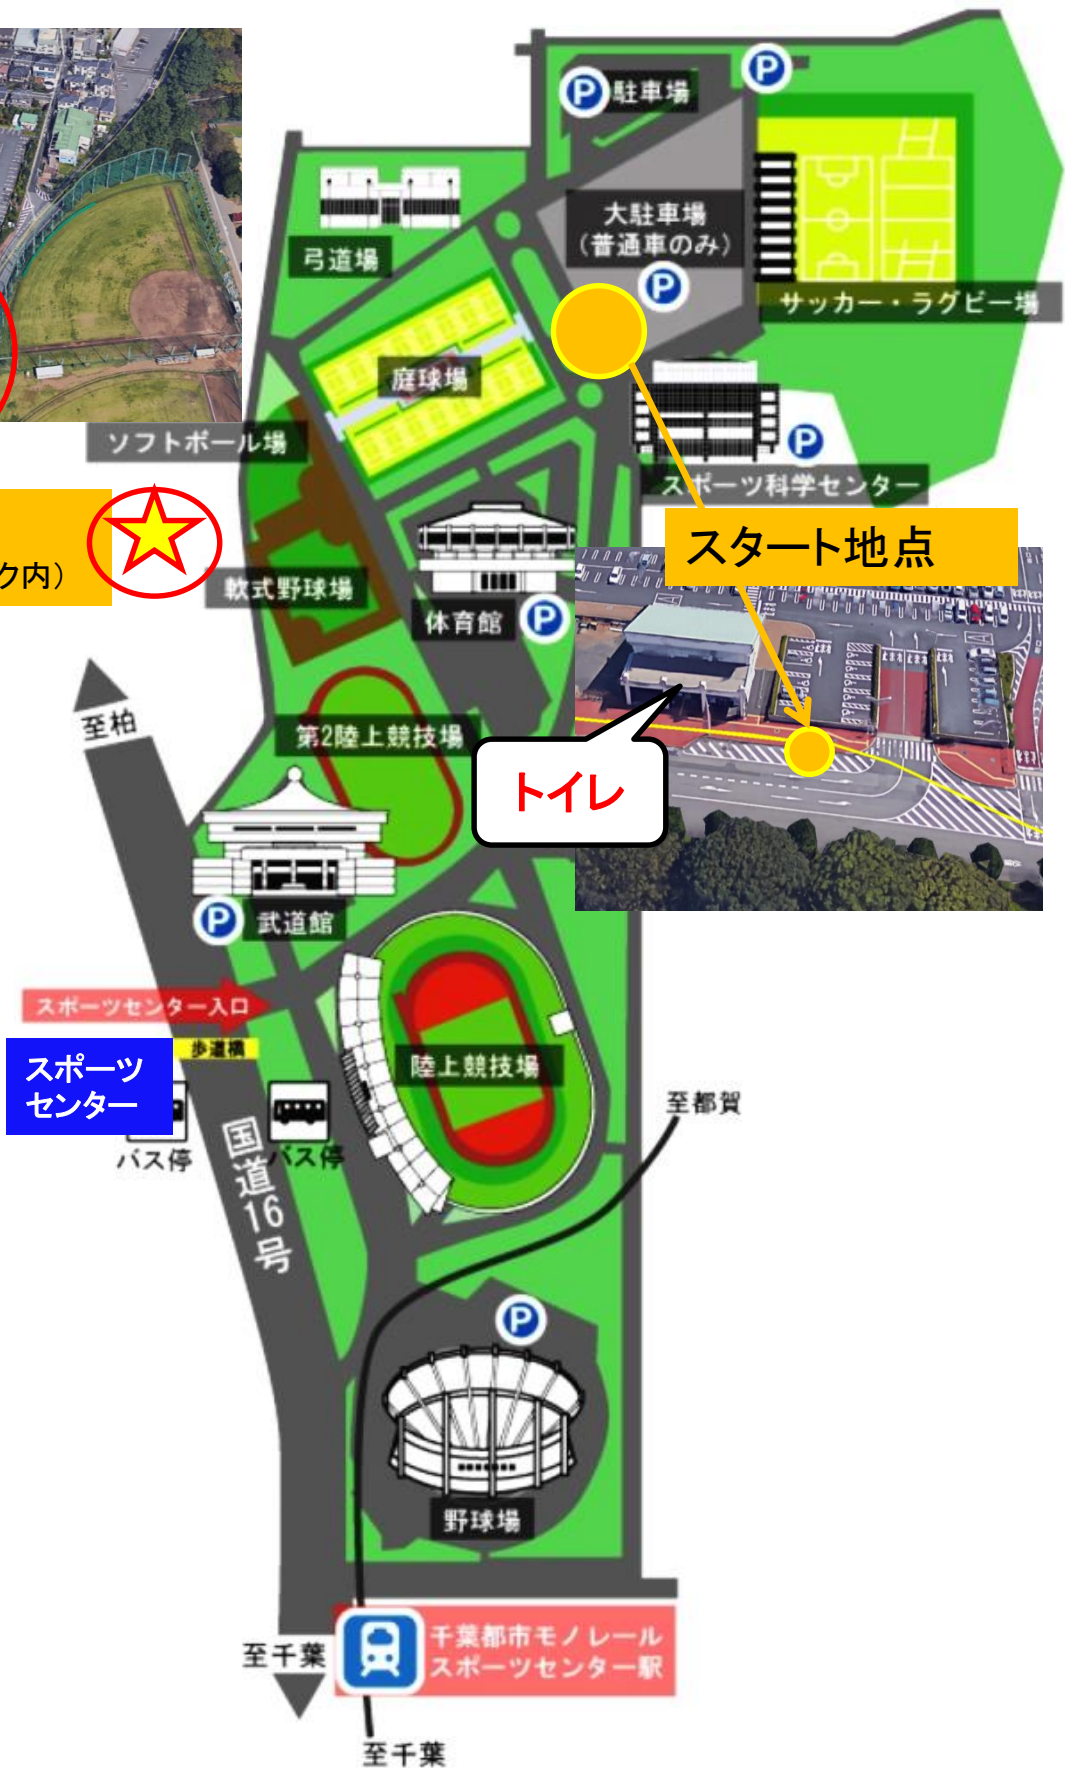 P
P 駐車場
大駐車場
(普通車のみ)
P
弓道場
サッカー・ラグビー場
庭球場
ソフトボール場
P
スポーツ科学センター
スタート地点
ク内)
軟式野球場
体育館 P
至柏
第2陸上競技場
トイレ
P 武道館
スポーツセンター入口
歩道橋
スポーツ
センター
陸上競技場
至都賀
バス停
バス停
国道16号
P
野球場
千葉都市モノレール
スポーツセンター駅
至千葉
至千葉